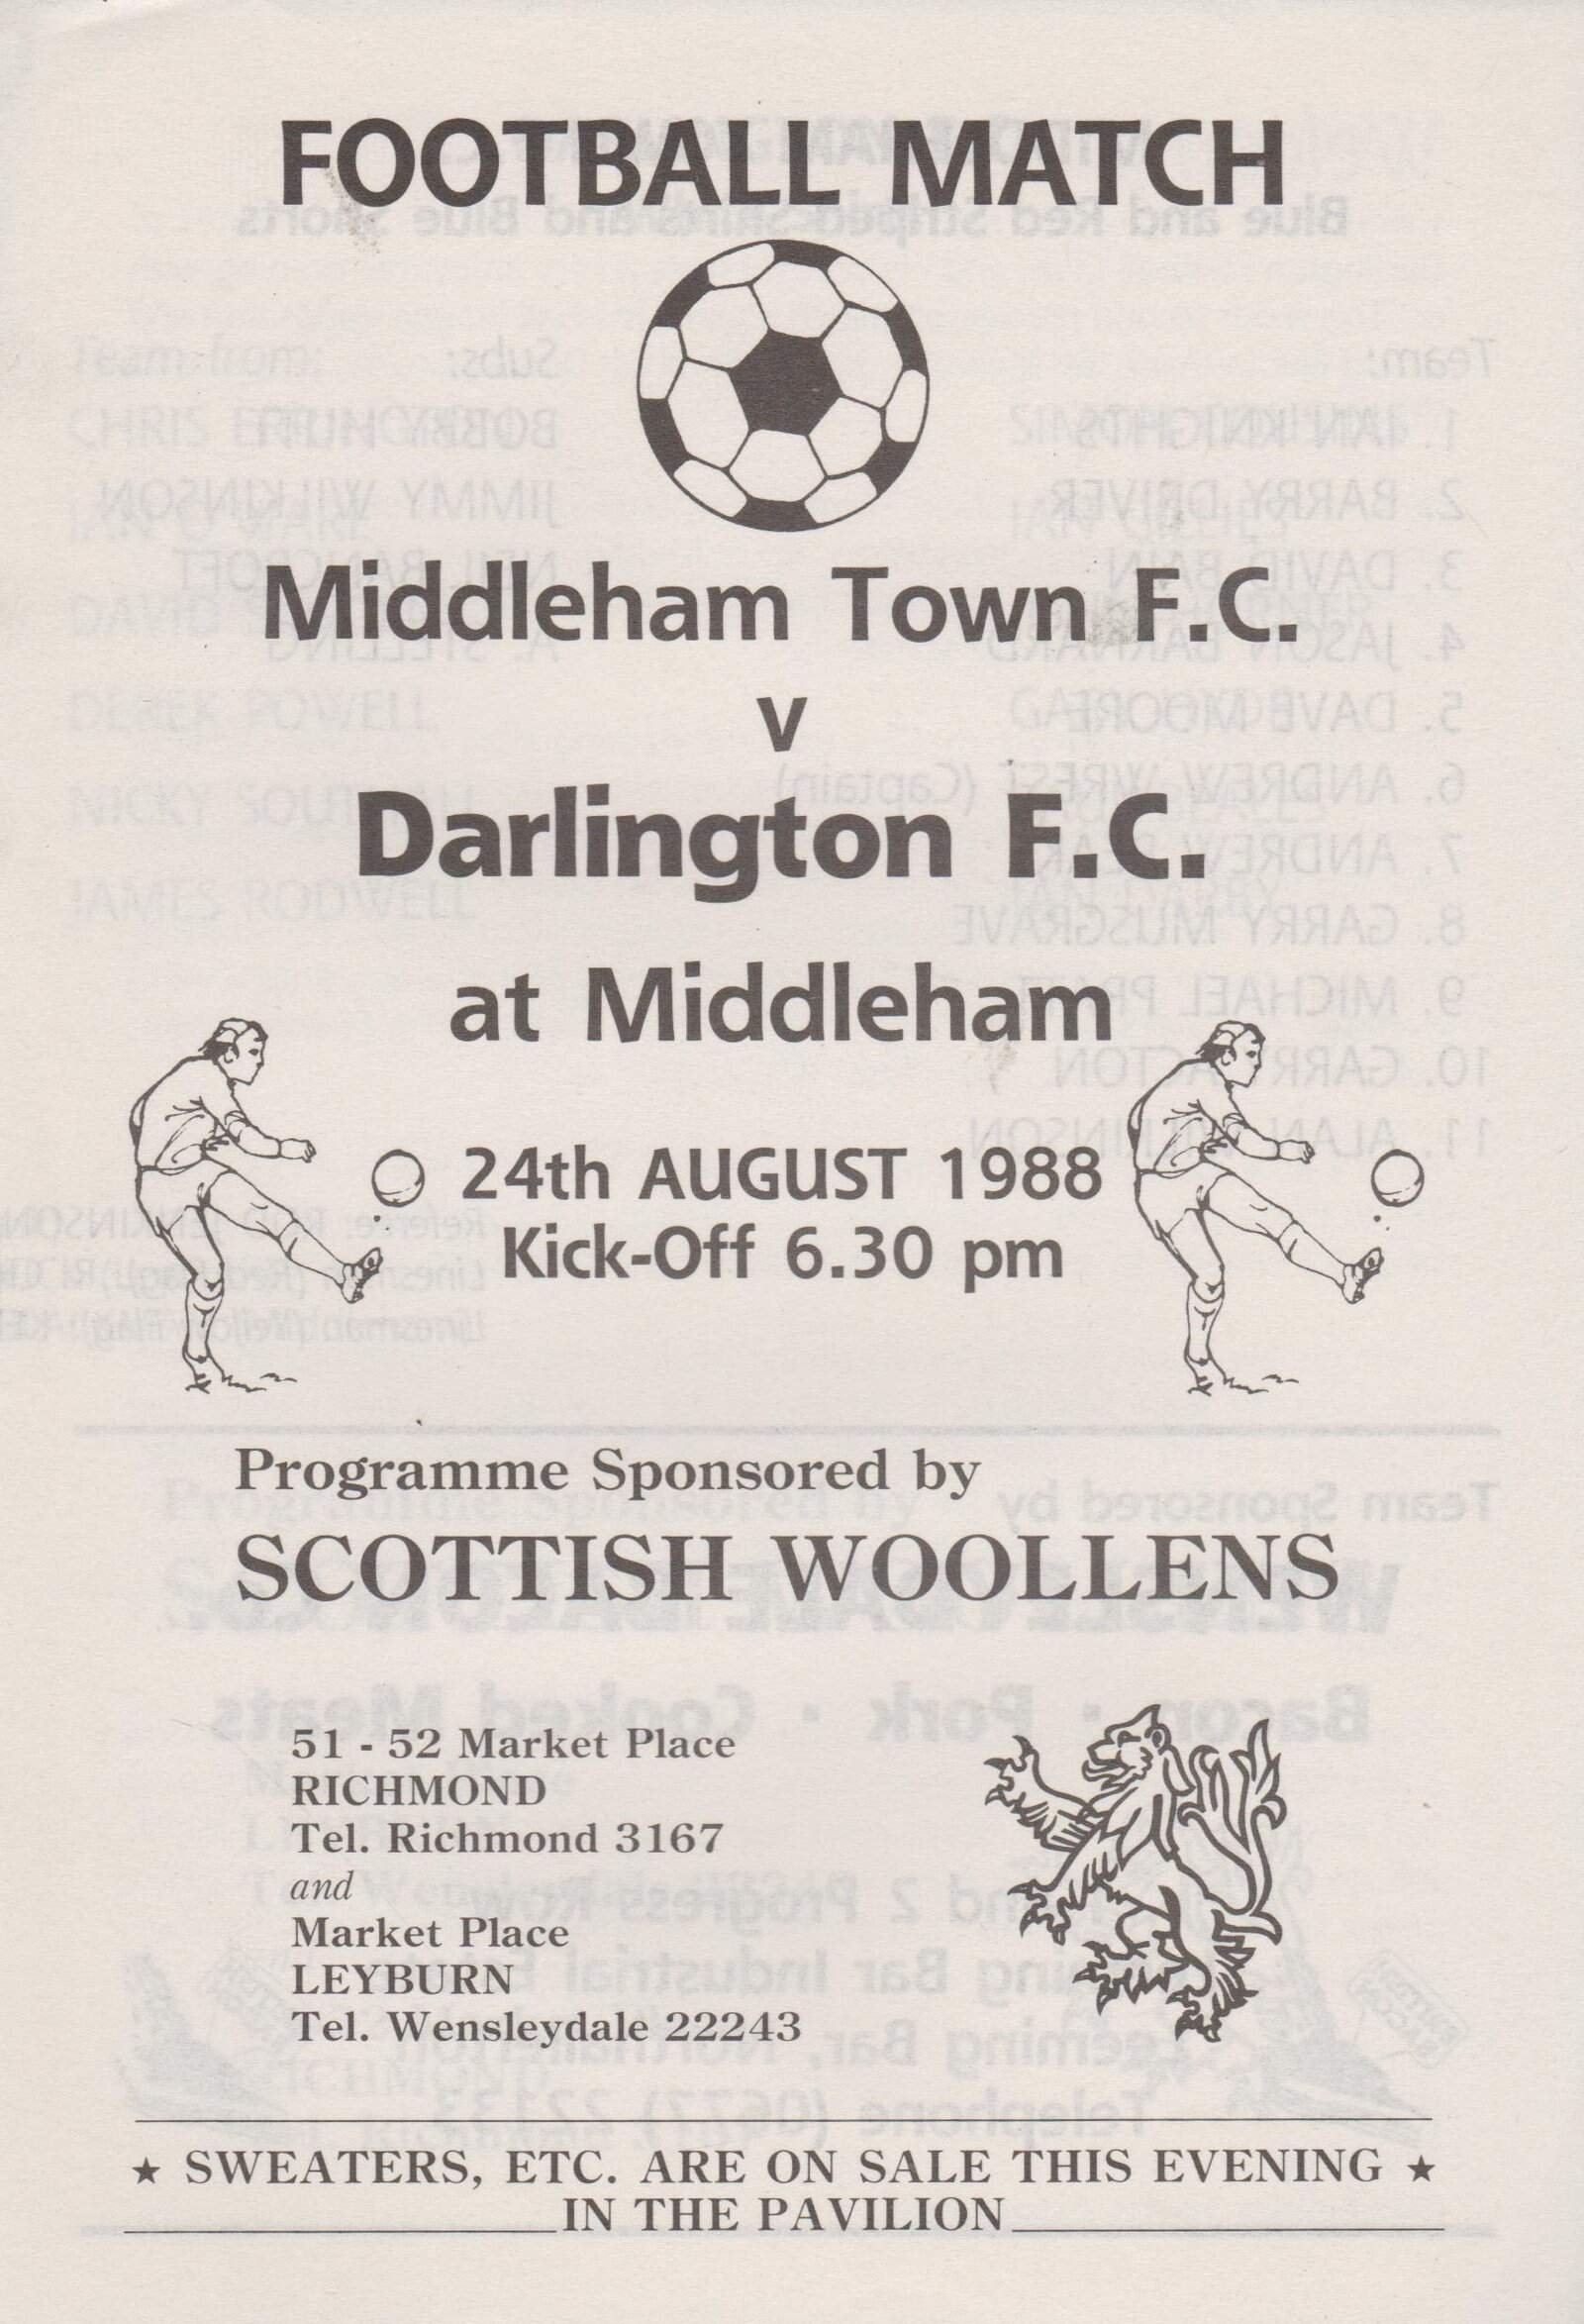 FOOTBALL MATCH
Middleham Town F.C.
v
Darlington F.C.
at Middleham
24th AUGUST 1988
Kick-Off 6.30 pm
Programme Sponsored by
SCOTTISH WOOLLENS
51 - 52 Market Place
RICHMOND
Tel. Richmond 3167
and
Market Place
LEYBURN
Tel. Wensleydale 22243
★ SWEATERS, ETC. ARE ON SALE THIS EVENING ★
IN THE PAVILION